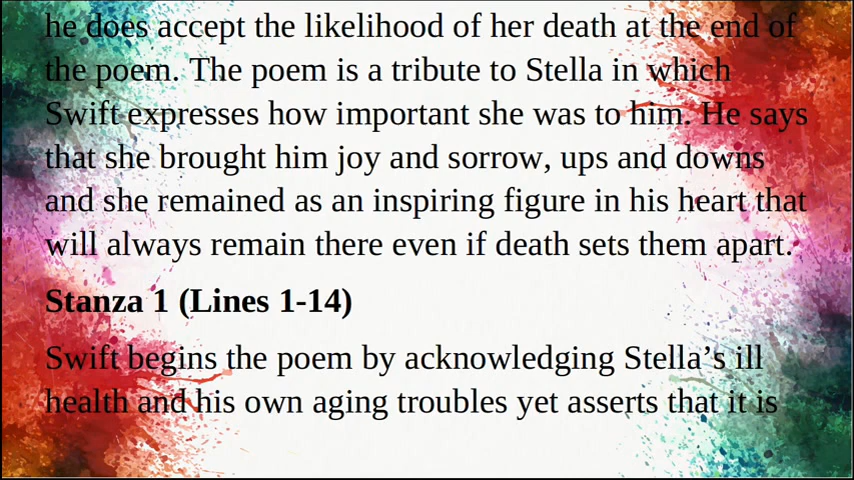 he does accept the likelihood of her death at the end of
the poem. The poem is a tribute to Stella in which
Swift expresses how important she was to him. He says
that she brought him joy and sorrow, ups and downs
and she remained as an inspiring figure in his heart that
will always remain there even if death sets them apart.
Stanza 1 (Lines 1-14)
Swift begins the poem by acknowledging Stella’s ill
health and his own aging troubles yet asserts that it is